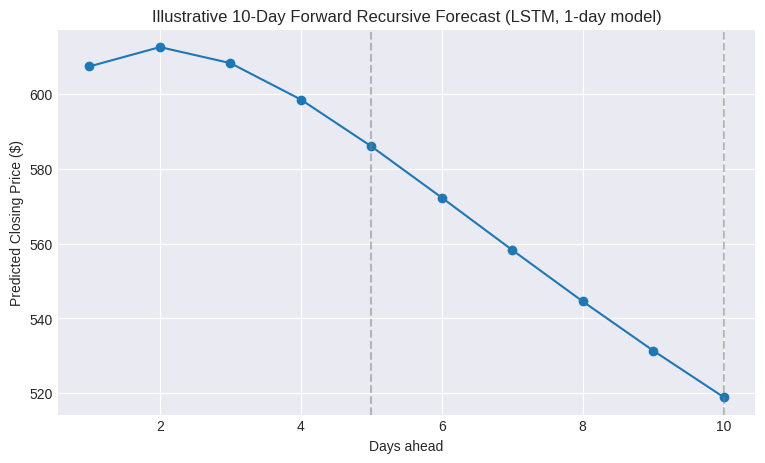 Illustrative 10-Day Forward Recursive Forecast (LSTM, 1-day model)
Predicted Closing Price ($)
600
580
560
540
520
2 4 6 8 10
Days ahead